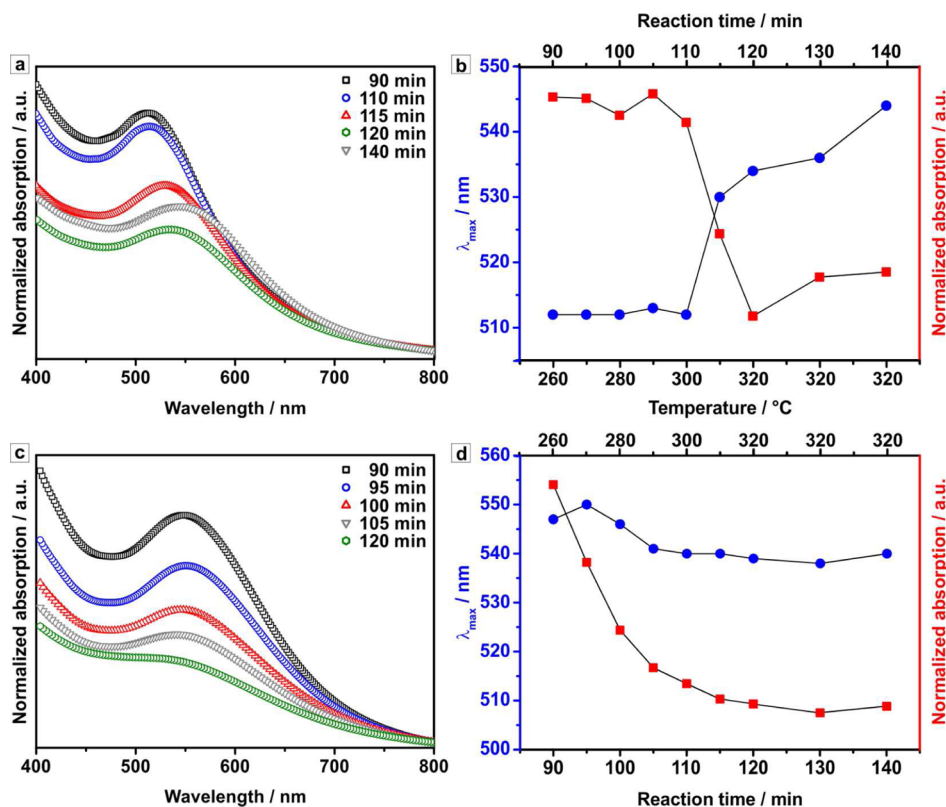 a
90 min
110 min
115 min
120 min
140 min
Normalized absorption / a.u.
400 500 600 700 800
Wavelength / nm
Reaction time / min
90 100 110 120 130 140
b
550
540
530
520
510
λmax / nm
Normalized absorption / a.u.
260 280 300 320 320 320
Temperature / °C
c
90 min
95 min
100 min
105 min
120 min
Normalized absorption / a.u.
400 500 600 700 800
Wavelength / nm
260 280 300 320 320 320
d
560
550
540
530
520
510
500
λmax / nm
Normalized absorption / a.u.
90 100 110 120 130 140
Reaction time / min